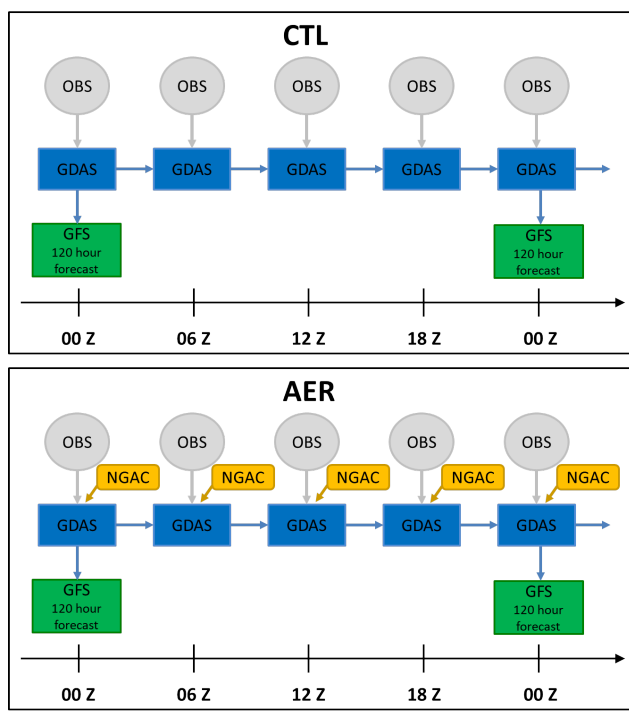 CTL
OBS OBS OBS OBS OBS
GDAS GDAS GDAS GDAS GDAS
GFS GFS
120 hour 120 hour
forecast forecast
00 Z 06 Z 12 Z 18 Z 00 Z
AER
OBS OBS OBS OBS OBS
NGAC NGAC NGAC NGAC NGAC
GDAS GDAS GDAS GDAS GDAS
GFS GFS
120 hour 120 hour
forecast forecast
00 Z 06 Z 12 Z 18 Z 00 Z